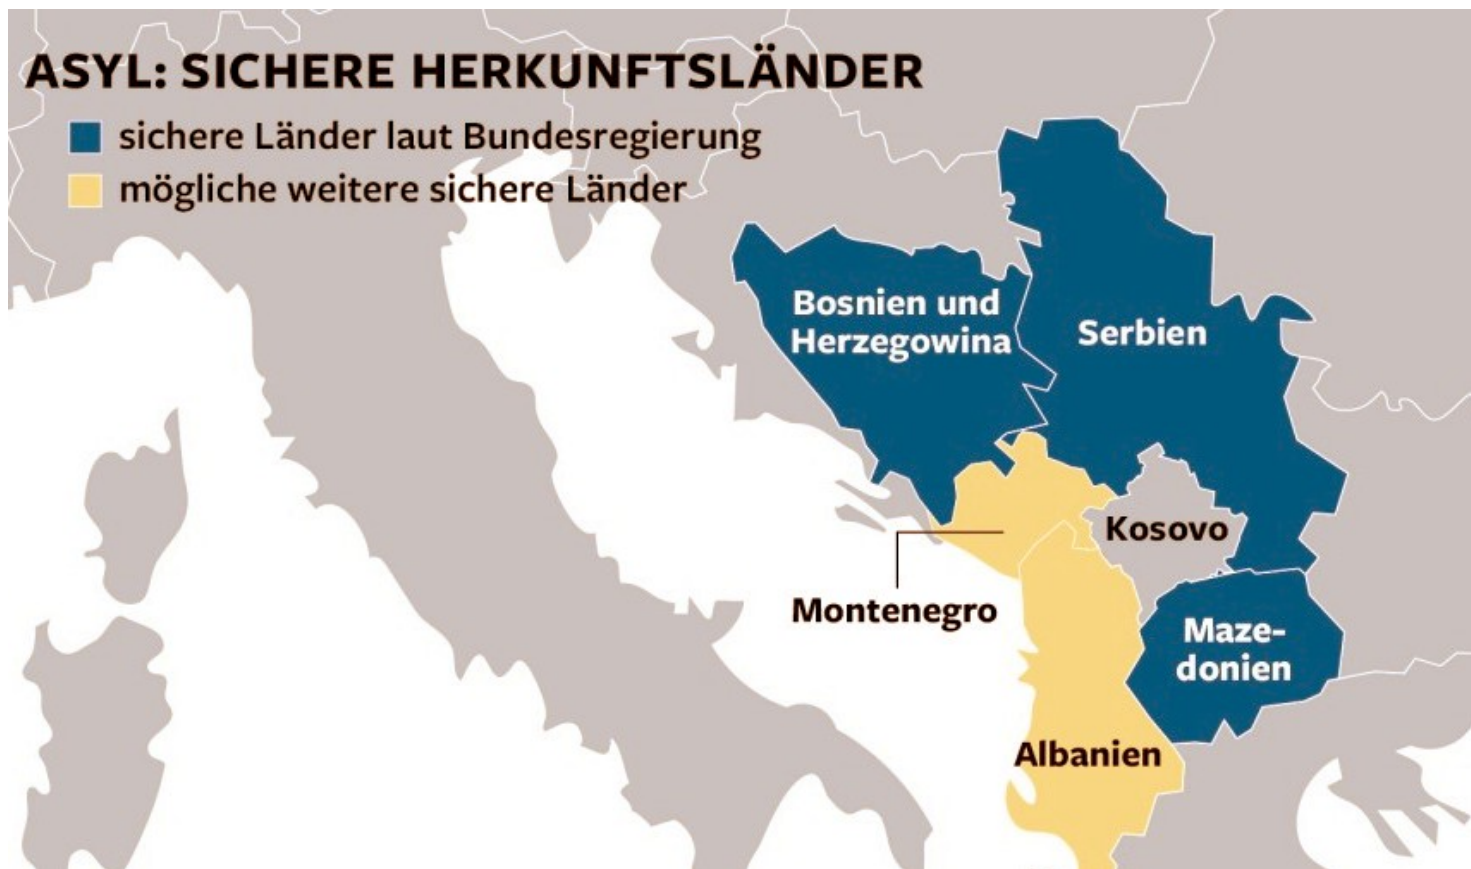 ASYL: SICHERE HERKUNFTSLÄNDER
sichere Länder laut Bundesregierung
mögliche weitere sichere Länder
Bosnien und
Herzegowina
Serbien
Kosovo
Montenegro
Maze-
donien
Albanien